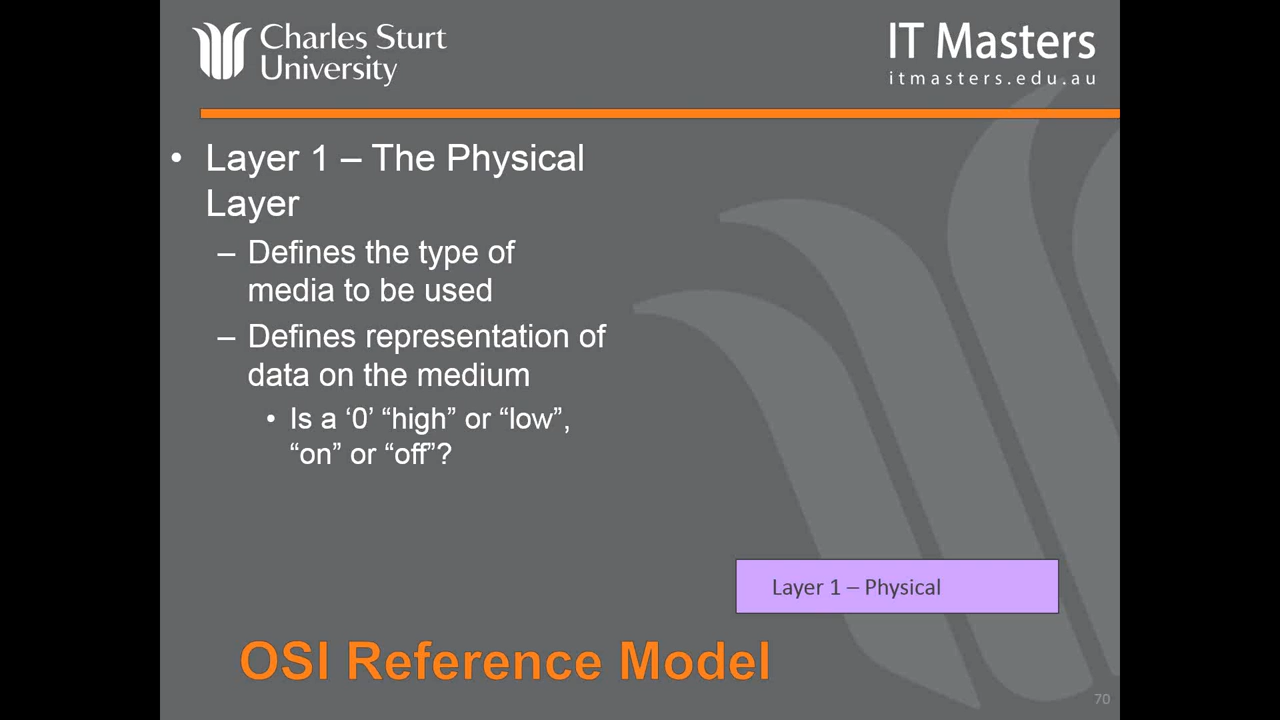 Charles Sturt
University
IT Masters
itmasters.edu.au
• Layer 1 – The Physical
Layer
– Defines the type of
media to be used
– Defines representation of
data on the medium
• Is a ‘0’ “high” or “low”,
“on” or “off”?
Layer 1 – Physical
OSI Reference Model
70